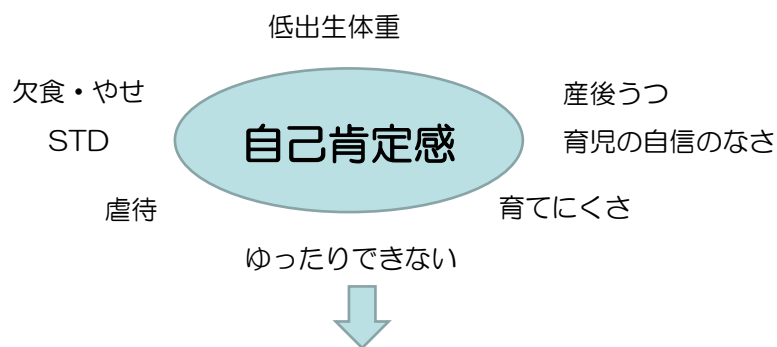 低出生体重
欠食・やせ
産後うつ
STD
自己肯定感
育児の自信のなさ
虐待
育てにくさ
ゆったりできない